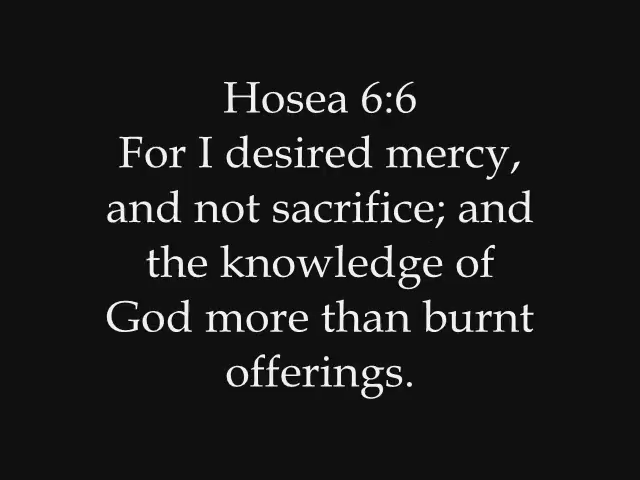 Hosea 6:6
For I desired mercy,
and not sacrifice; and
the knowledge of
God more than burnt
offerings.